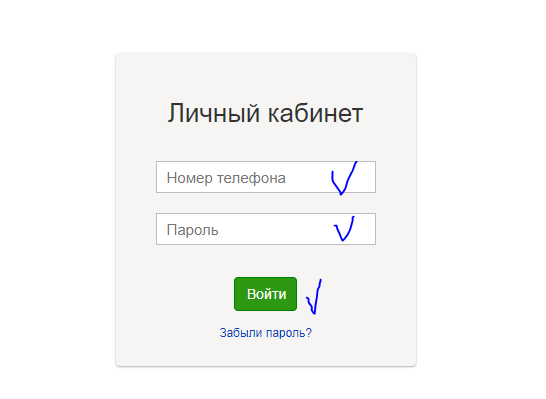 Личный кабинет
Номер телефона
Пароль
Войти
Забыли пароль?